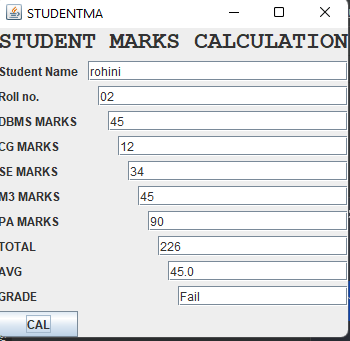 STUDENTMA
STUDENT MARKS CALCULATION
Student Name rohini
Roll no. 02
DBMS MARKS 45
CG MARKS 12
SE MARKS 34
M3 MARKS 45
PA MARKS 90
TOTAL 226
AVG 45.0
GRADE Fail
CAL